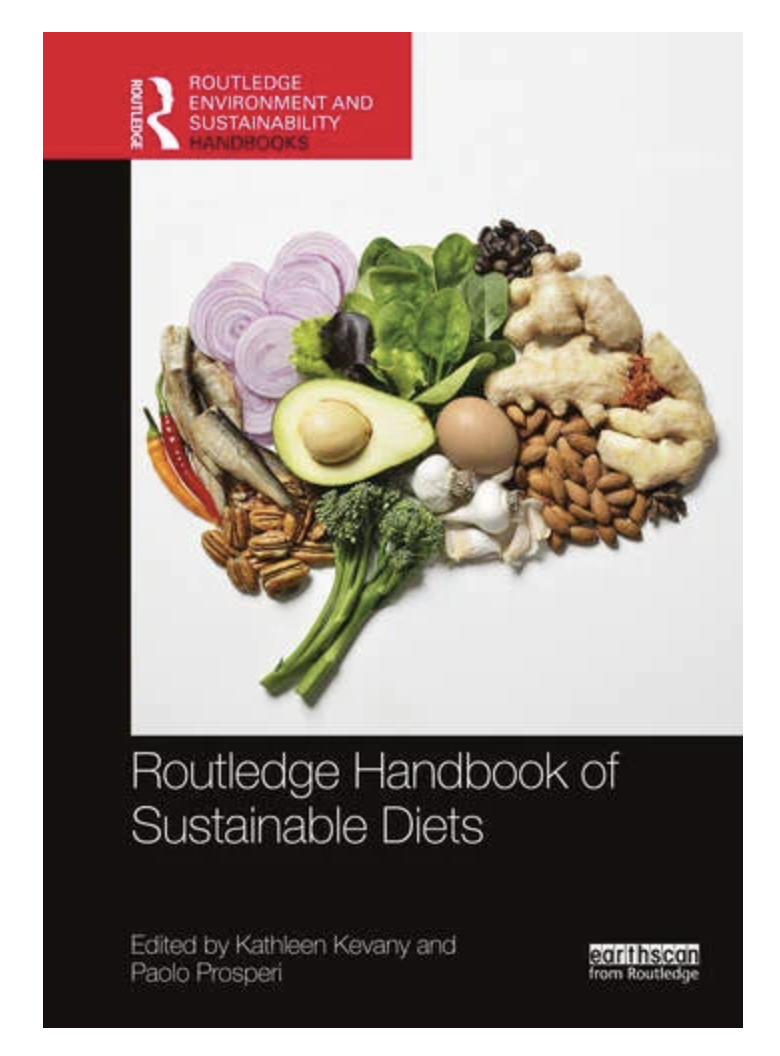 ROUTLEDGE
ROUTLEDGE
ENVIRONMENT AND
SUSTAINABILITY
HANDBOOKS
Routledge Handbook of
Sustainable Diets
Edited by Kathleen Kevany and
Paolo Prosperi
earthscan
from Routledge